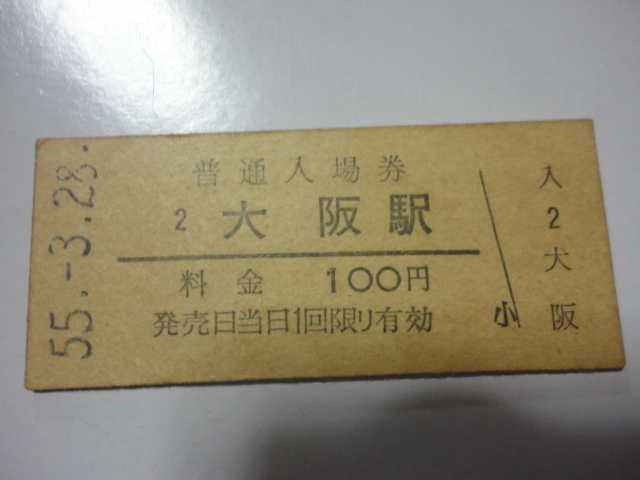 55.-3.28.
普通入場券
2 大阪駅
料金 100円
発売日当日1回限り有効
小
入
2
大
阪